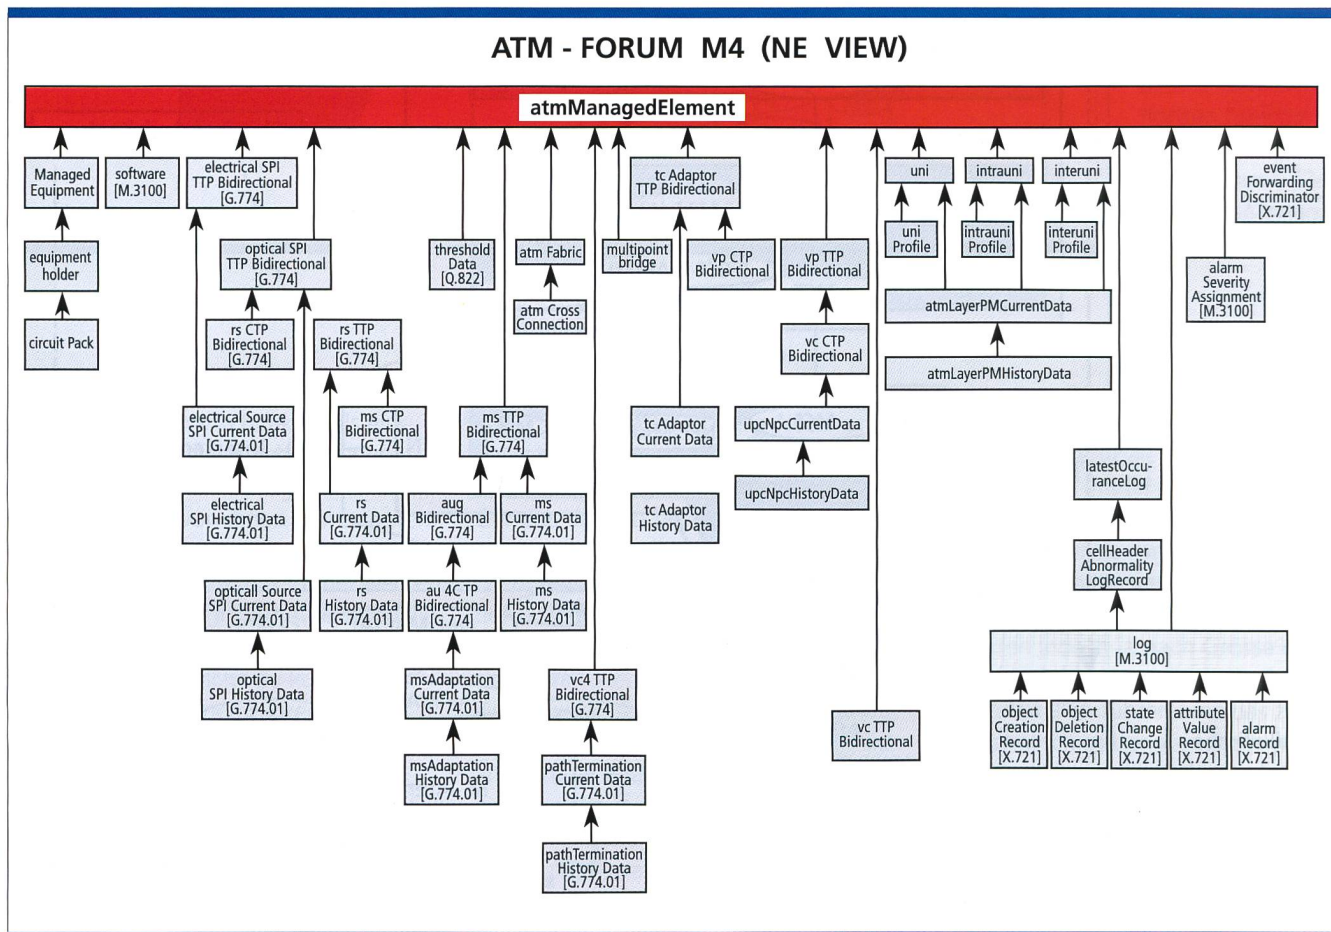 ATM - FORUM M4 (NE VIEW)
atmManagedElement
Managed
Equipment
software
[M.3100]
electrical SPI
TTP Bidirectional
[G.774]
tc Adaptor
TTP Bidirectional
uni
intrauni
interuni
event
Forwarding
Discriminator
[X.721]
equipment
holder
optical SPI
TTP Bidirectional
[G.774]
threshold
Data
[Q.822]
atm Fabric
multipoint
bridge
vp CTP
Bidirectional
vp TTP
Bidirectional
uni
Profile
intrauni
Profile
interuni
Profile
alarm
Severity
Assignment
[M.3100]
circuit Pack
rs CTP
Bidirectional
[G.774]
rs TTP
Bidirectional
[G.774]
atm Cross
Connection
vc CTP
Bidirectional
atmLayerPMCurrentData
atmLayerPMHistoryData
electrical Source
SPI Current Data
[G.774.01]
ms CTP
Bidirectional
[G.774]
ms TTP
Bidirectional
[G.774]
tc Adaptor
Current Data
upcNpcCurrentData
latestOccu-
ranceLog
electrical
SPI History Data
[G.774.01]
rs
Current Data
[G.774.01]
aug
Bidirectional
[G.774]
ms
Current Data
[G.774.01]
tc Adaptor
History Data
upcNpcHistoryData
cellHeader
Abnormality
LogRecord
opticall Source
SPI Current Data
[G.774.01]
rs
History Data
[G.774.01]
au 4C TP
Bidirectional
[G.774]
ms
History Data
[G.774.01]
log
[M.3100]
optical
SPI History Data
[G.774.01]
msAdaptation
Current Data
[G.774.01]
vc4 TTP
Bidirectional
[G.774]
vc TTP
Bidirectional
object
Creation
Record
[X.721]
object
Deletion
Record
[X.721]
state
Change
Record
[X.721]
attribute
Value
Record
[X.721]
alarm
Record
[X.721]
msAdaptation
History Data
[G.774.01]
pathTermination
Current Data
[G.774.01]
pathTermination
History Data
[G.774.01]